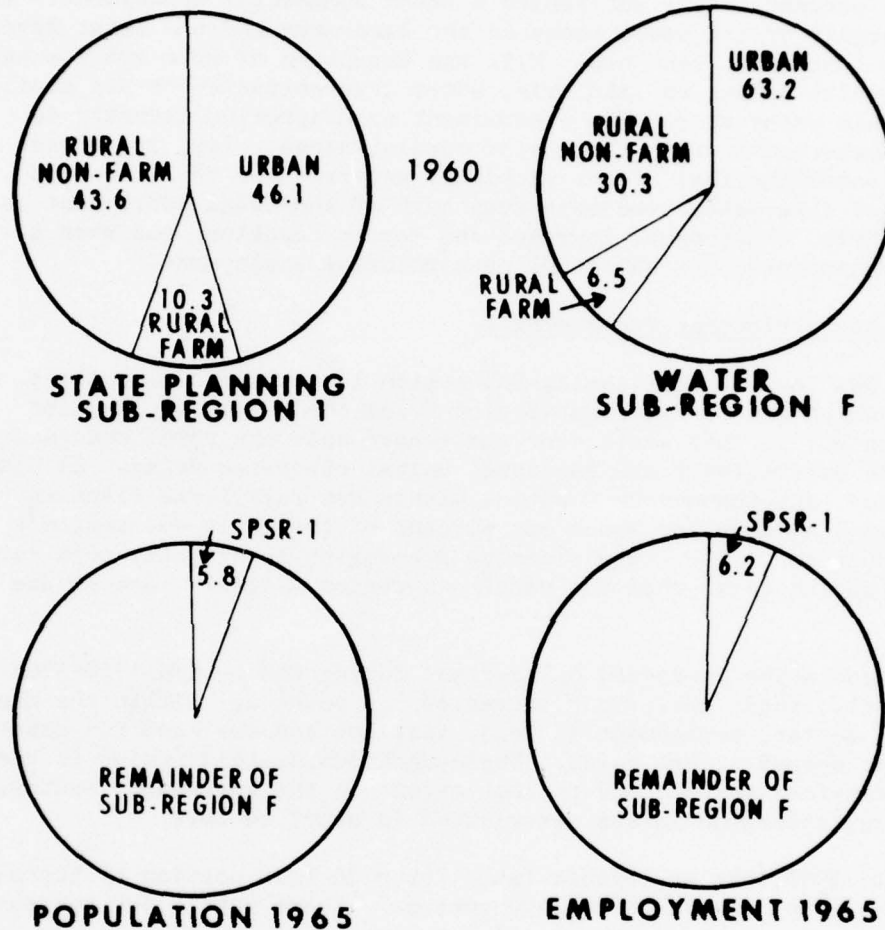 RURAL
NON-FARM
43.6
URBAN
46.1
10.3
RURAL
FARM
STATE PLANNING
SUB-REGION 1
1960
URBAN
63.2
RURAL
NON-FARM
30.3
6.5
RURAL
FARM
WATER
SUB-REGION F
SPSR-1
5.8
REMAINDER OF
SUB-REGION F
POPULATION 1965
SPSR-1
6.2
REMAINDER OF
SUB-REGION F
EMPLOYMENT 1965